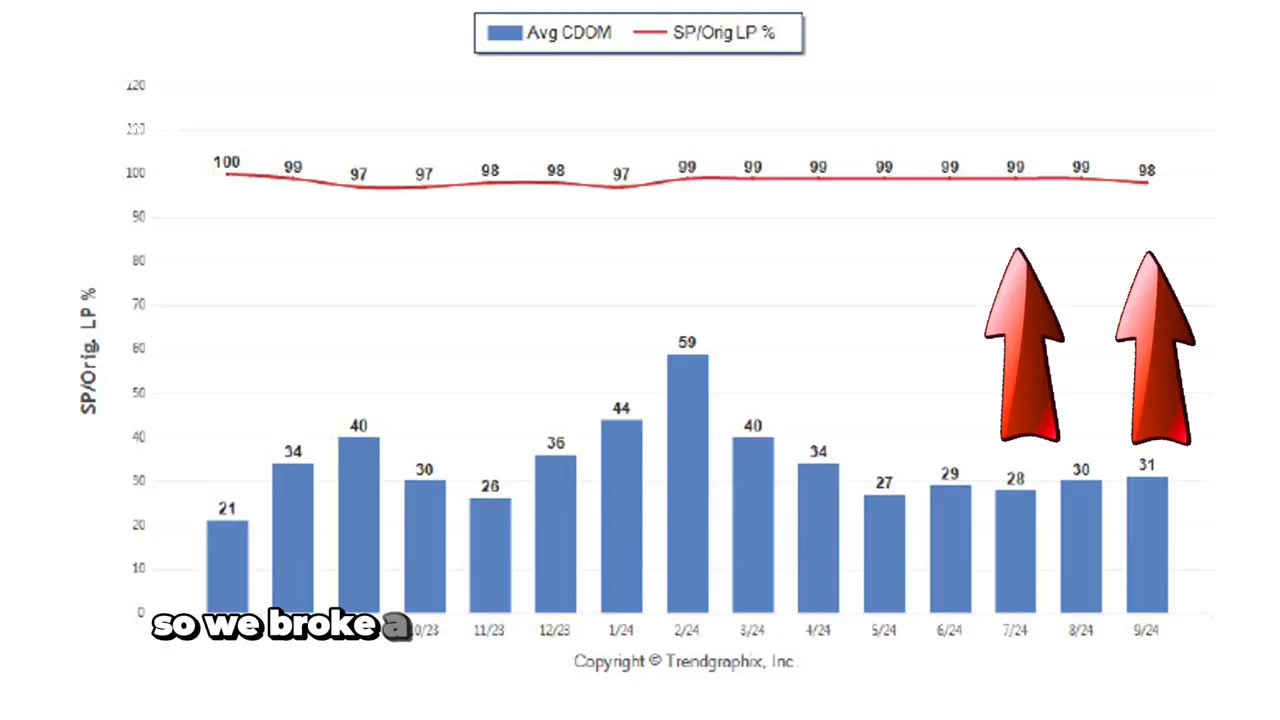 Avg CDOM SP/Orig LP %
120
100
90
80
70
60
50
40
30
20
10
0
SP/Orig. LP %
100 99 97 97 98 98 97 99 99 99 99 99 99 99 98
21 34 40 30 26 36 44 59 40 34 27 29 28 30 31
so we broke a
10/23 11/23 12/23 1/24 2/24 3/24 4/24 5/24 6/24 7/24 8/24 9/24
Copyright © Trendgraphix, Inc.